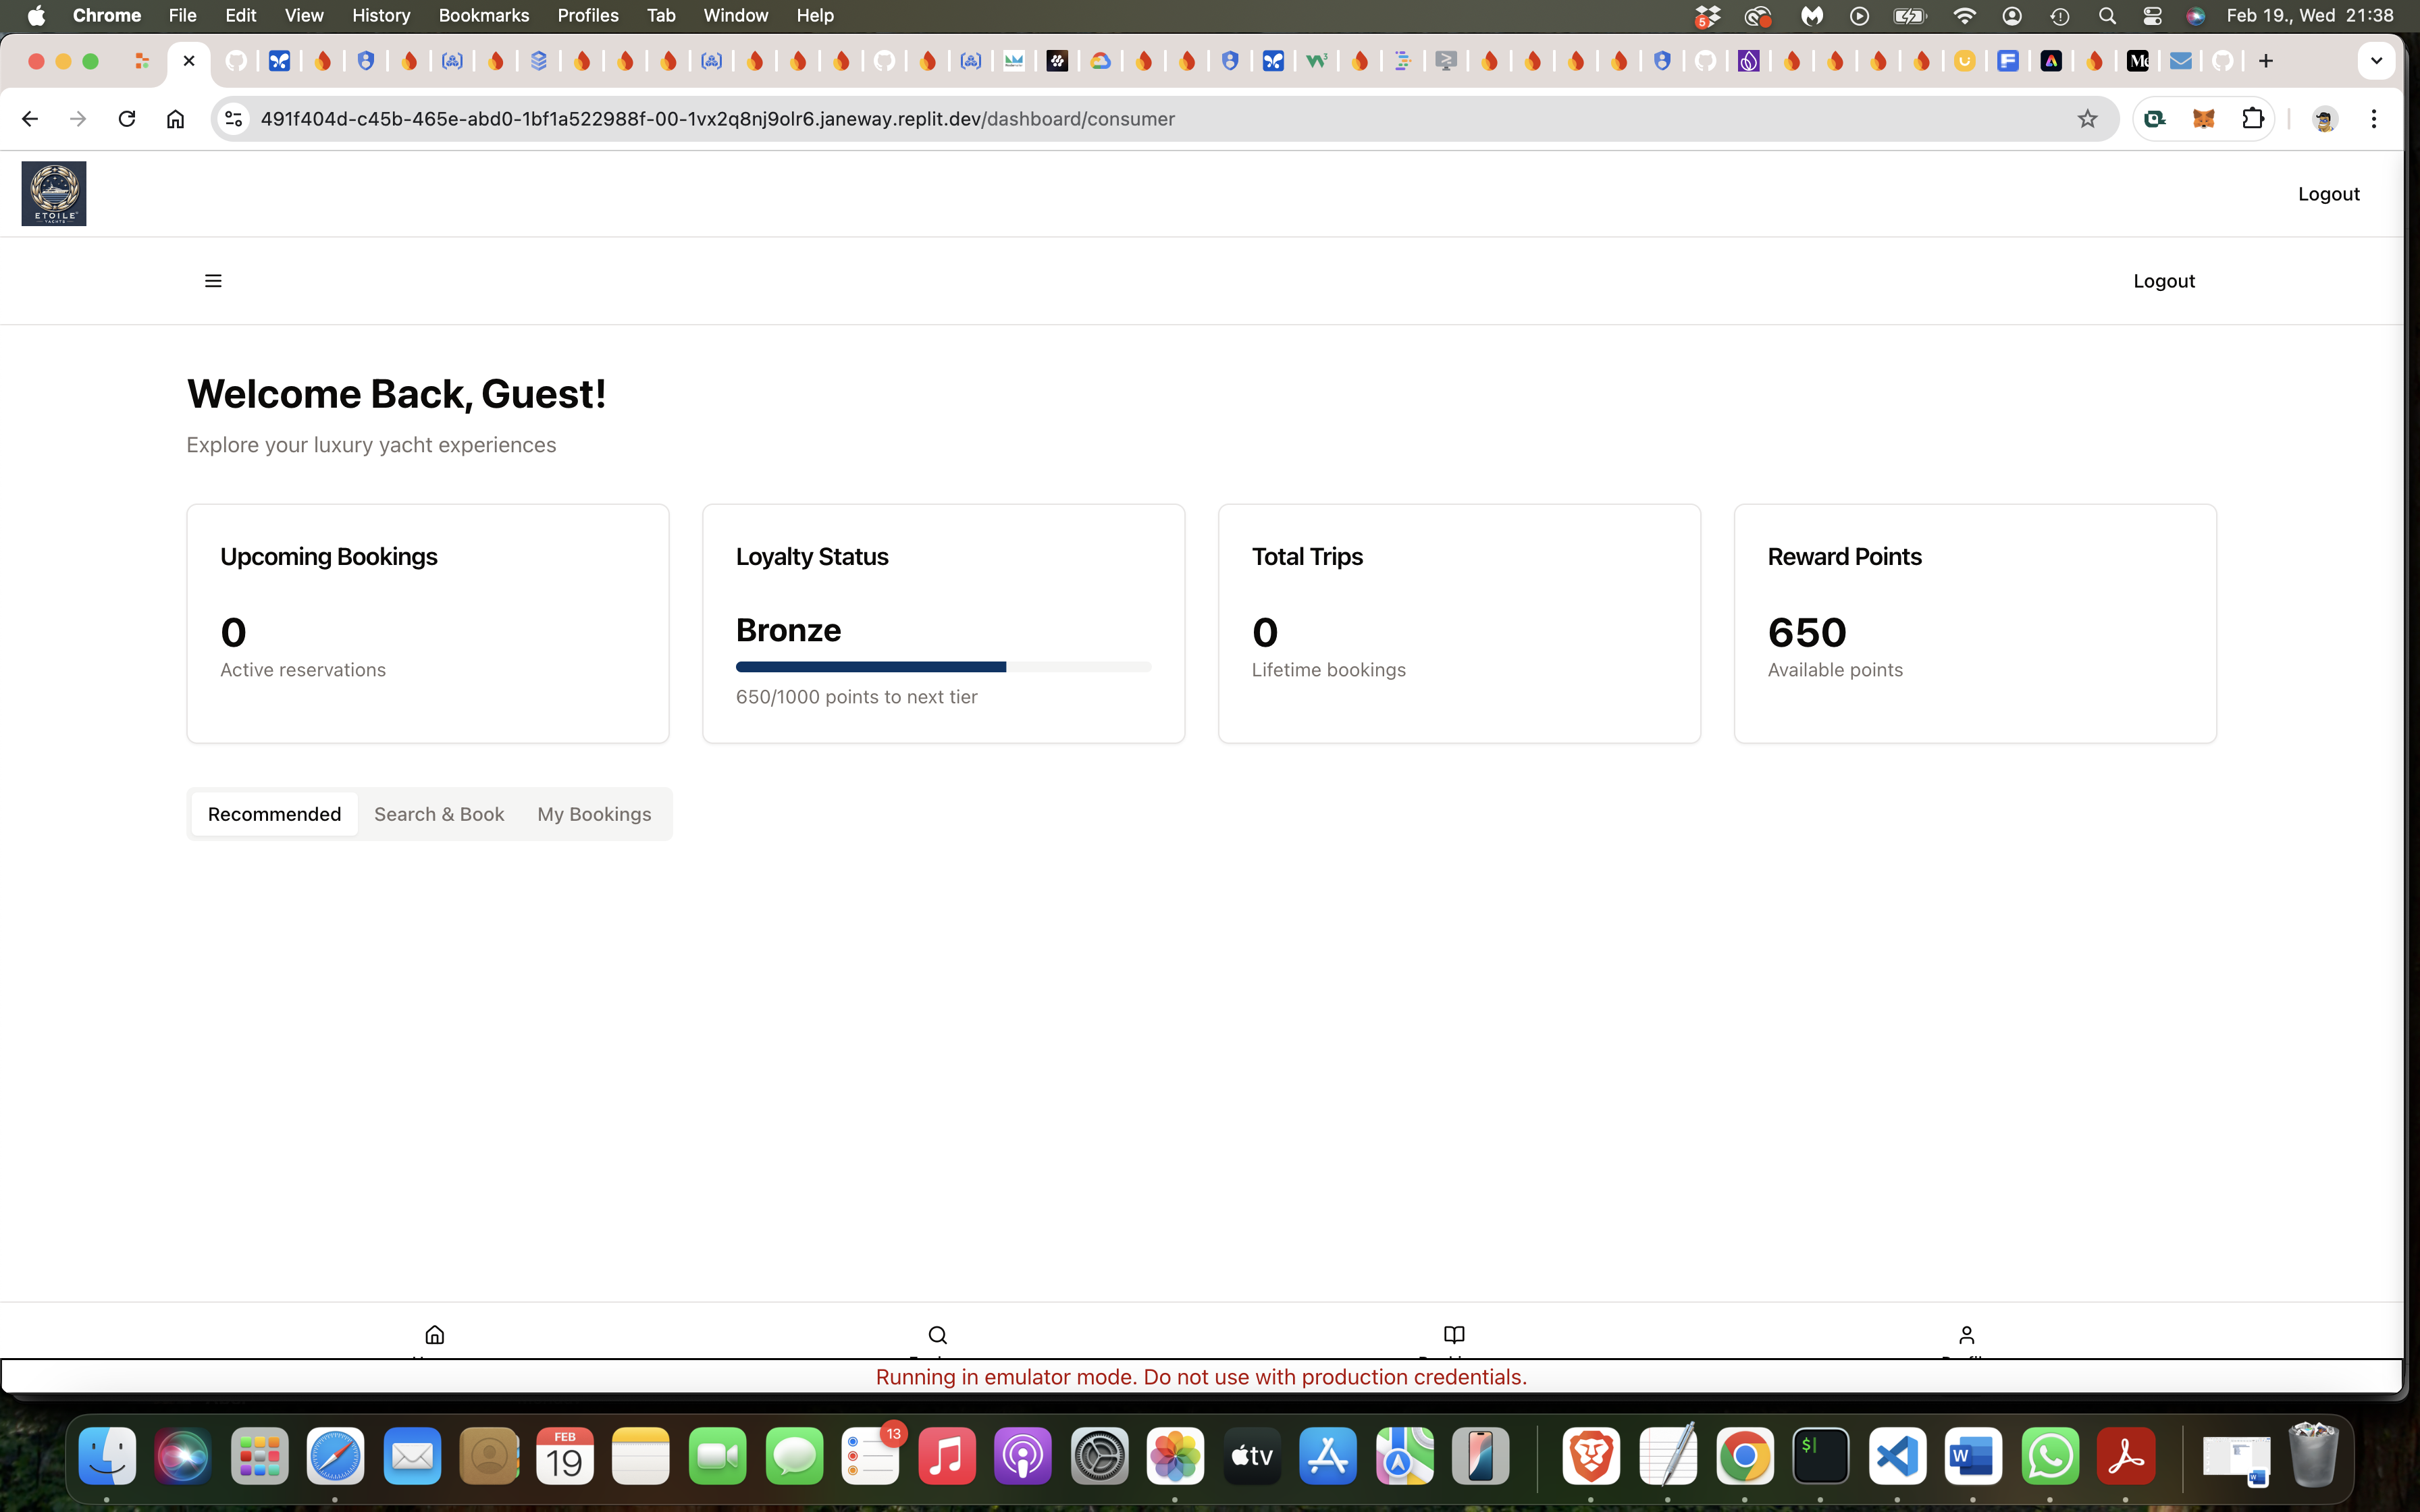 Chrome File Edit View History Bookmarks Profiles Tab Window Help
5
Feb 19., Wed 21:38
491f404d-c45b-465e-abd0-1bf1a522988f-00-1vx2q8nj9olr6.janeway.replit.dev/dashboard/consumer
ETOILE
YACHTS
Logout
Logout
Welcome Back, Guest!
Explore your luxury yacht experiences
Upcoming Bookings
0
Active reservations
Loyalty Status
Bronze
650/1000 points to next tier
Total Trips
0
Lifetime bookings
Reward Points
650
Available points
Recommended Search & Book My Bookings
Running in emulator mode. Do not use with production credentials.
FEB
19
13
tv
$
W